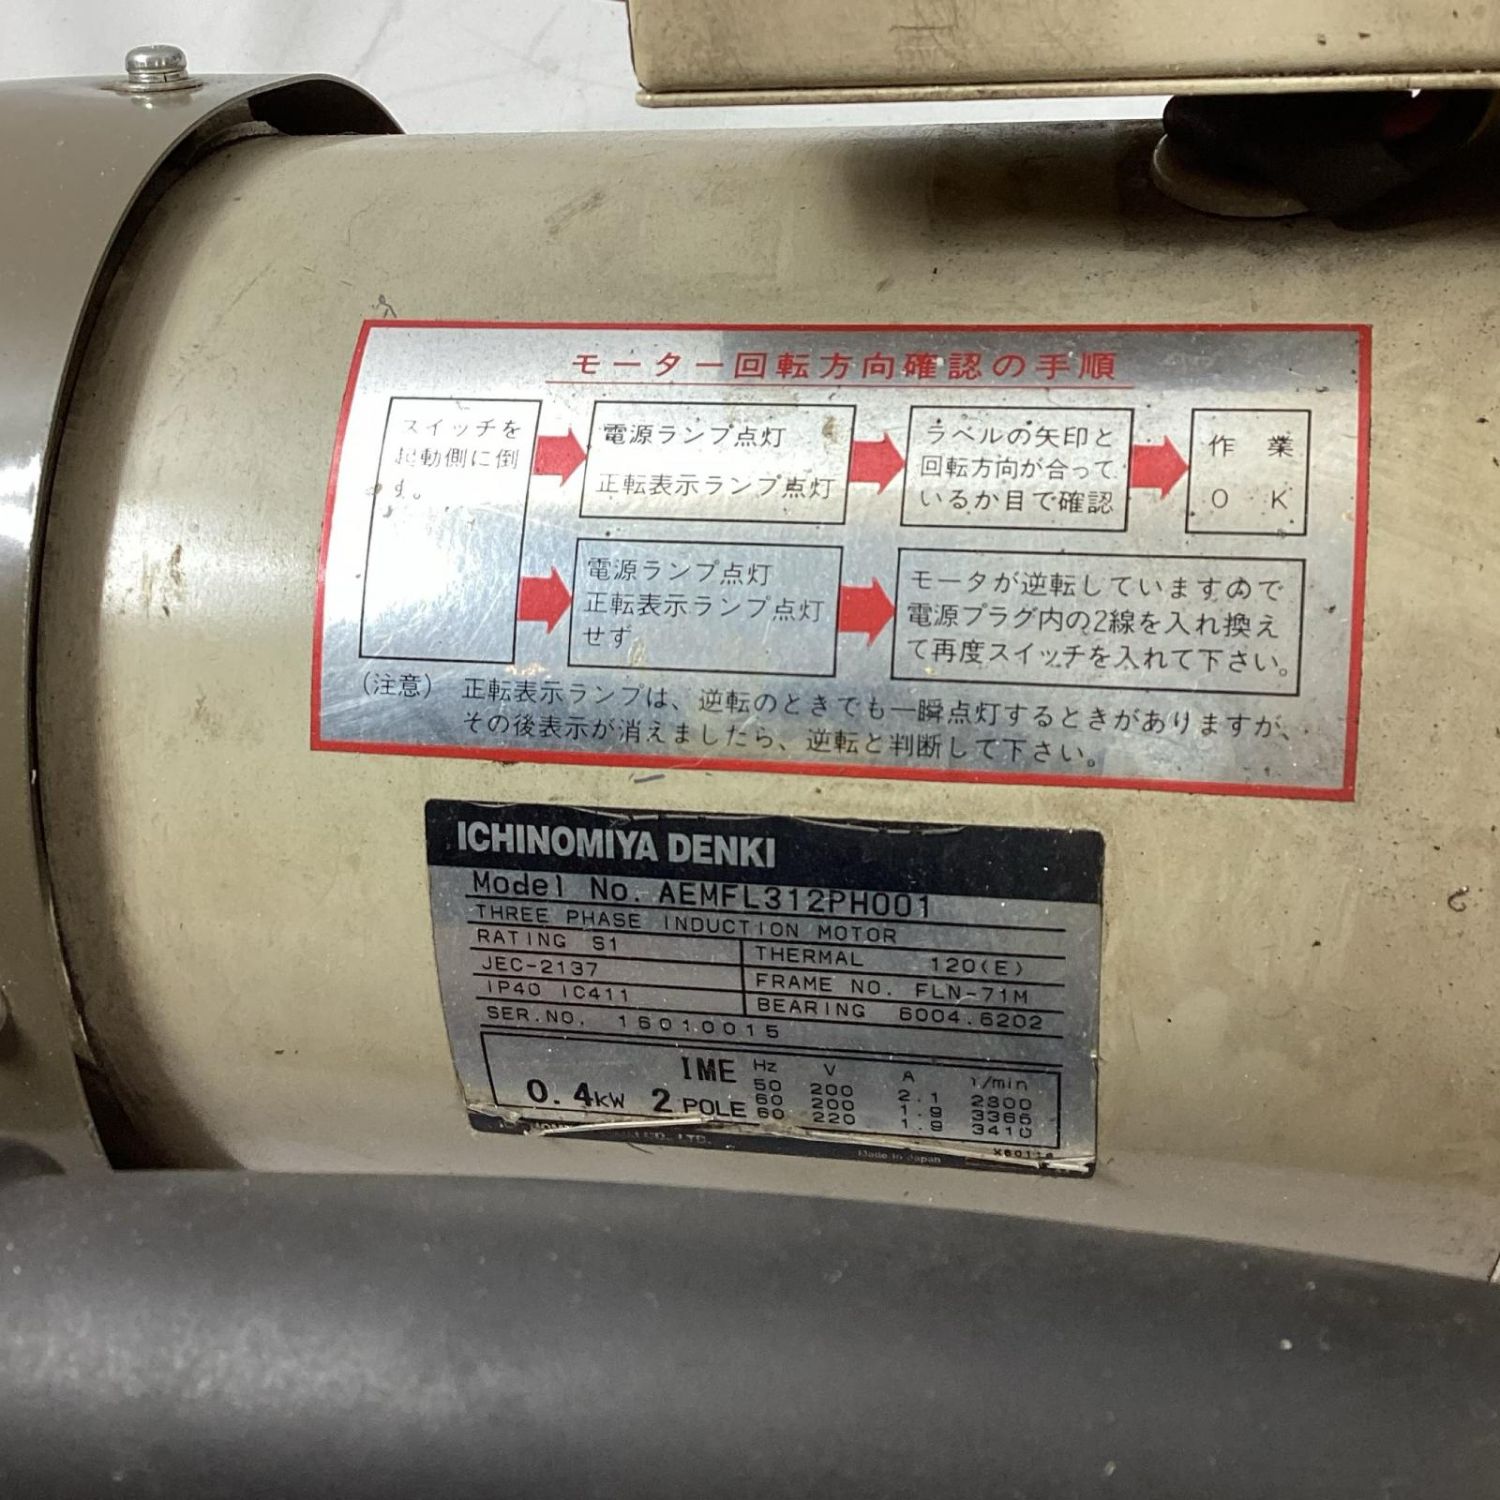 モーター回転方向確認の手順
スイッチを
起動側に倒
す。
電源ランプ点灯
正転表示ランプ点灯
ラベルの矢印と
回転方向が合って
いるか目で確認
作業
OK
電源ランプ点灯
正転表示ランプ点灯
せず
モータが逆転していますので
電源プラグ内の2線を入れ換え
て再度スイッチを入れて下さい。
(注意) 正転表示ランプは、逆転のときでも一瞬点灯するときがありますが、
その後表示が消えましたら、逆転と判断して下さい。
ICHINOMIYA DENKI
Model No. AEMFL312PH001
THREE PHASE INDUCTION MOTOR
RATING S1
THERMAL 120(E)
JEC-2137
FRAME NO. FLN-71M
IP40 IC411
BEARING 6004.6202
SER.NO. 16010015
IME Hz V A r/min
50 200 2.1 2800
0.4kW 2 POLE 60 200 1.9 3365
60 220 1.9 3410
CO., LTD.
Made in Japan